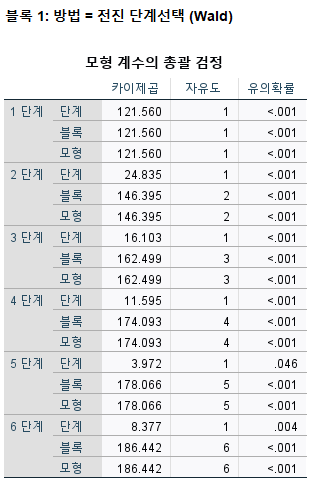 블록 1: 방법 = 전진 단계선택 (Wald)
모형 계수의 총괄 검정
카이제곱 자유도 유의확률
1 단계 단계 121.560 1 <.001
블록 121.560 1 <.001
모형 121.560 1 <.001
2 단계 단계 24.835 1 <.001
블록 146.395 2 <.001
모형 146.395 2 <.001
3 단계 단계 16.103 1 <.001
블록 162.499 3 <.001
모형 162.499 3 <.001
4 단계 단계 11.595 1 <.001
블록 174.093 4 <.001
모형 174.093 4 <.001
5 단계 단계 3.972 1 .046
블록 178.066 5 <.001
모형 178.066 5 <.001
6 단계 단계 8.377 1 .004
블록 186.442 6 <.001
모형 186.442 6 <.001